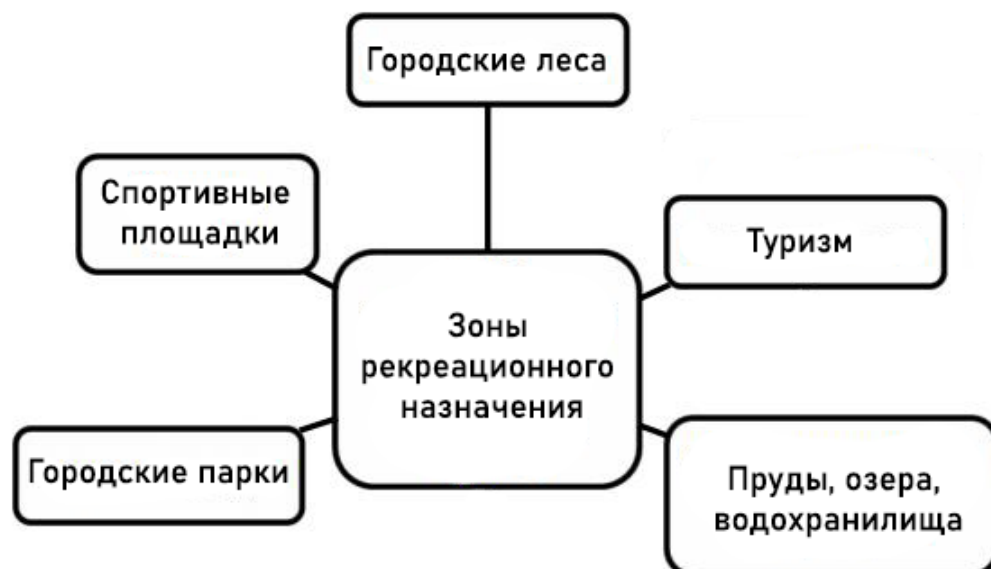 Городские леса
Спортивные
площадки
Туризм
Зоны
рекреационного
назначения
Городские парки
Пруды, озера,
водохранилища